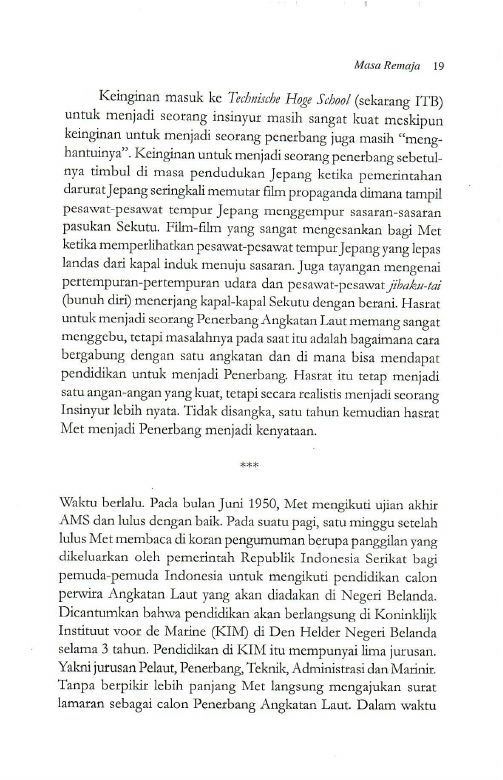 Masa Remaja 19
Keinginan masuk ke Technische Hoge School (sekarang ITB)
untuk menjadi seorang insinyur masih sangat kuat meskipun
keinginan untuk menjadi seorang penerbang juga masih “meng-
hantuinya”. Keinginan untuk menjadi seorang penerbang sebetul-
nya timbul di masa pendudukan Jepang ketika pemerintahan
darurat Jepang seringkali memutar film propaganda dimana tampil
pesawat-pesawat tempur Jepang menggempur sasaran-sasaran
pasukan Sekutu. Film-film yang sangat mengesankan bagi Met
ketika memperlihatkan pesawat-pesawat tempur Jepang yang lepas
landas dari kapal induk menuju sasaran. Juga tayangan mengenai
pertempuran-pertempuran udara dan pesawat-pesawat jibaku-tai
(bunuh diri) menerjang kapal-kapal Sekutu dengan berani. Hasrat
untuk menjadi seorang Penerbang Angkatan Laut memang sangat
menggebu, tetapi masalahnya pada saat itu adalah bagaimana cara
bergabung dengan satu angkatan dan di mana bisa mendapat
pendidikan untuk menjadi Penerbang. Hasrat itu tetap menjadi
satu angan-angan yang kuat, tetapi secara realistis menjadi seorang
Insinyur lebih nyata. Tidak disangka, satu tahun kemudian hasrat
Met menjadi Penerbang menjadi kenyataan.
***
Waktu berlalu. Pada bulan Juni 1950, Met mengikuti ujian akhir
AMS dan lulus dengan baik. Pada suatu pagi, satu minggu setelah
lulus Met membaca di koran pengumuman berupa panggilan yang
dikeluarkan oleh pemerintah Republik Indonesia Serikat bagi
pemuda-pemuda Indonesia untuk mengikuti pendidikan calon
perwira Angkatan Laut yang akan diadakan di Negeri Belanda.
Dicantumkan bahwa pendidikan akan berlangsung di Koninklijk
Instituut voor de Marine (KIM) di Den Helder Negeri Belanda
selama 3 tahun. Pendidikan di KIM itu mempunyai lima jurusan.
Yakni jurusan Pelaut, Penerbang, Teknik, Administrasi dan Marinir.
Tanpa berpikir lebih panjang Met langsung mengajukan surat
lamaran sebagai calon Penerbang Angkatan Laut. Dalam waktu